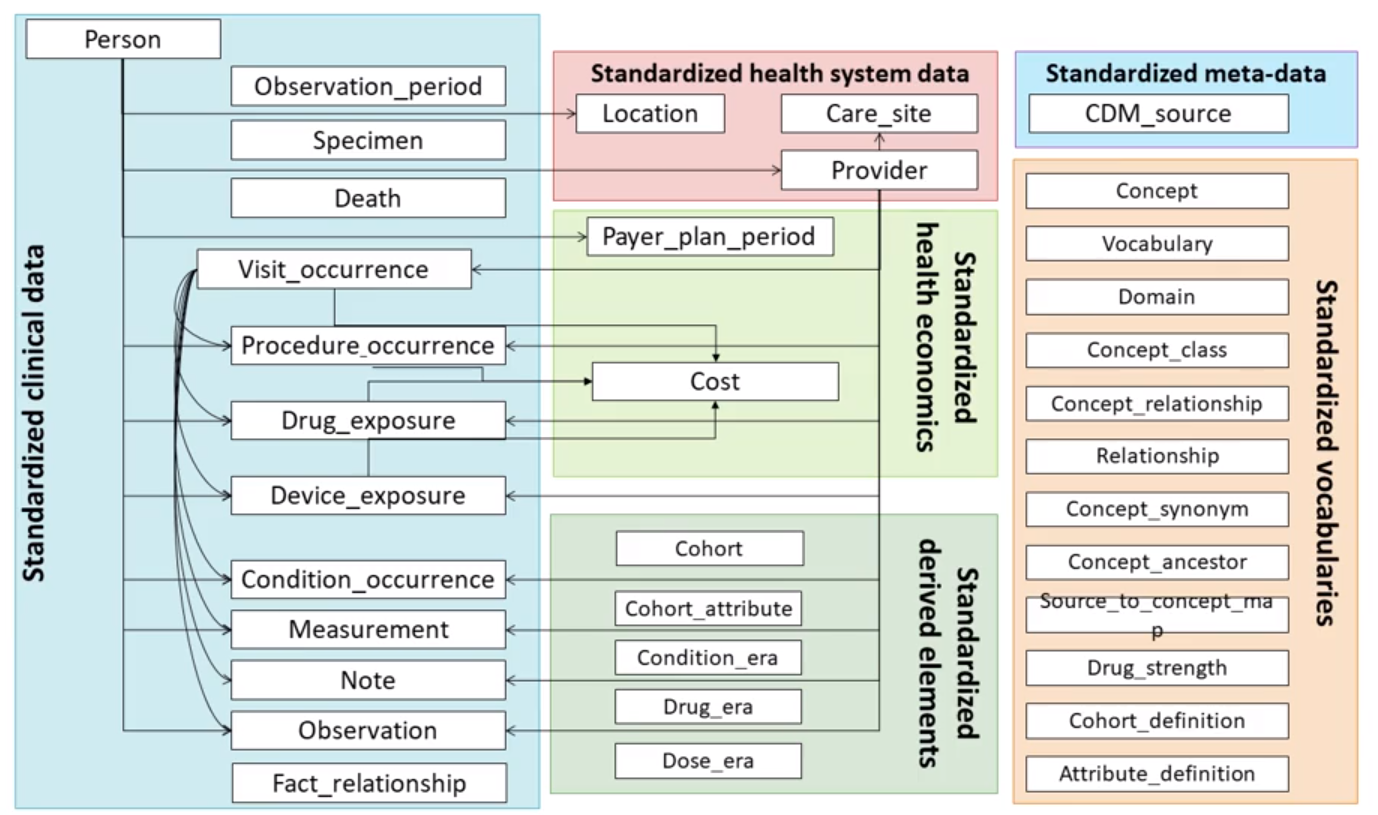 Standardized clinical data
Person
Observation_period
Specimen
Death
Visit_occurrence
Procedure_occurrence
Drug_exposure
Device_exposure
Condition_occurrence
Measurement
Note
Observation
Fact_relationship
Standardized health system data
Location
Care_site
Provider
Standardized
health economics
Payer_plan_period
Cost
Standardized
derived elements
Cohort
Cohort_attribute
Condition_era
Drug_era
Dose_era
Standardized meta-data
CDM_source
Standardized vocabularies
Concept
Vocabulary
Domain
Concept_class
Concept_relationship
Relationship
Concept_synonym
Concept_ancestor
Source_to_concept_ma
p
Drug_strength
Cohort_definition
Attribute_definition